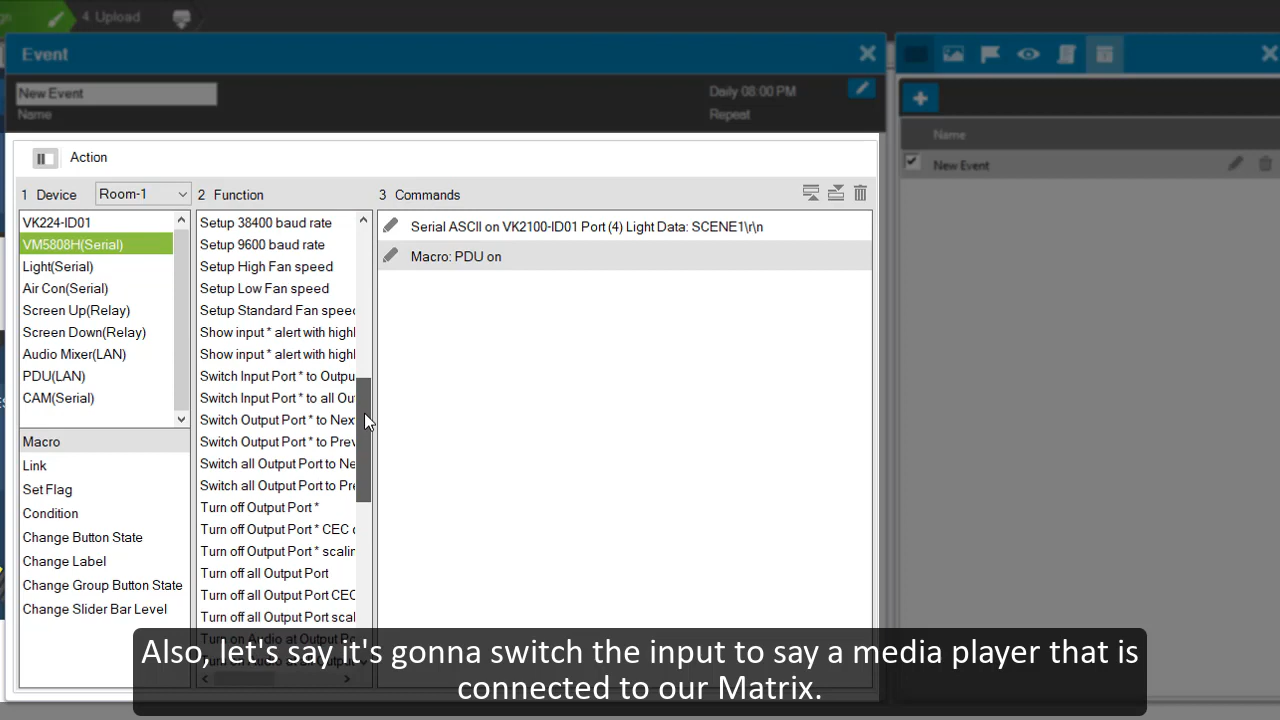 4. Upload
Event
New Event
Name
Daily 08:00 PM
Repeat
Name
New Event
Action
1 Device
Room-1
2 Function
3 Commands
VK224-ID01
VM5808H(Serial)
Light(Serial)
Air Con(Serial)
Screen Up(Relay)
Screen Down(Relay)
Audio Mixer(LAN)
PDU(LAN)
CAM(Serial)
Macro
Link
Set Flag
Condition
Change Button State
Change Label
Change Group Button State
Change Slider Bar Level
Setup 38400 baud rate
Setup 9600 baud rate
Setup High Fan speed
Setup Low Fan speed
Setup Standard Fan speed
Show input * alert with highl
Show input * alert with highl
Switch Input Port * to Outpu
Switch Input Port * to all Ou
Switch Output Port * to Nex
Switch Output Port * to Prev
Switch all Output Port to Ne
Switch all Output Port to Pre
Turn off Output Port *
Turn off Output Port * CEC
Turn off Output Port * scalin
Turn off all Output Port
Turn off all Output Port CEC
Turn off all Output Port scal
Turn on Audio at Output Po
Serial ASCII on VK2100-ID01 Port (4) Light Data: SCENE1\r\n
Macro: PDU on
Also, let's say it's gonna switch the input to say a media player that is
connected to our Matrix.